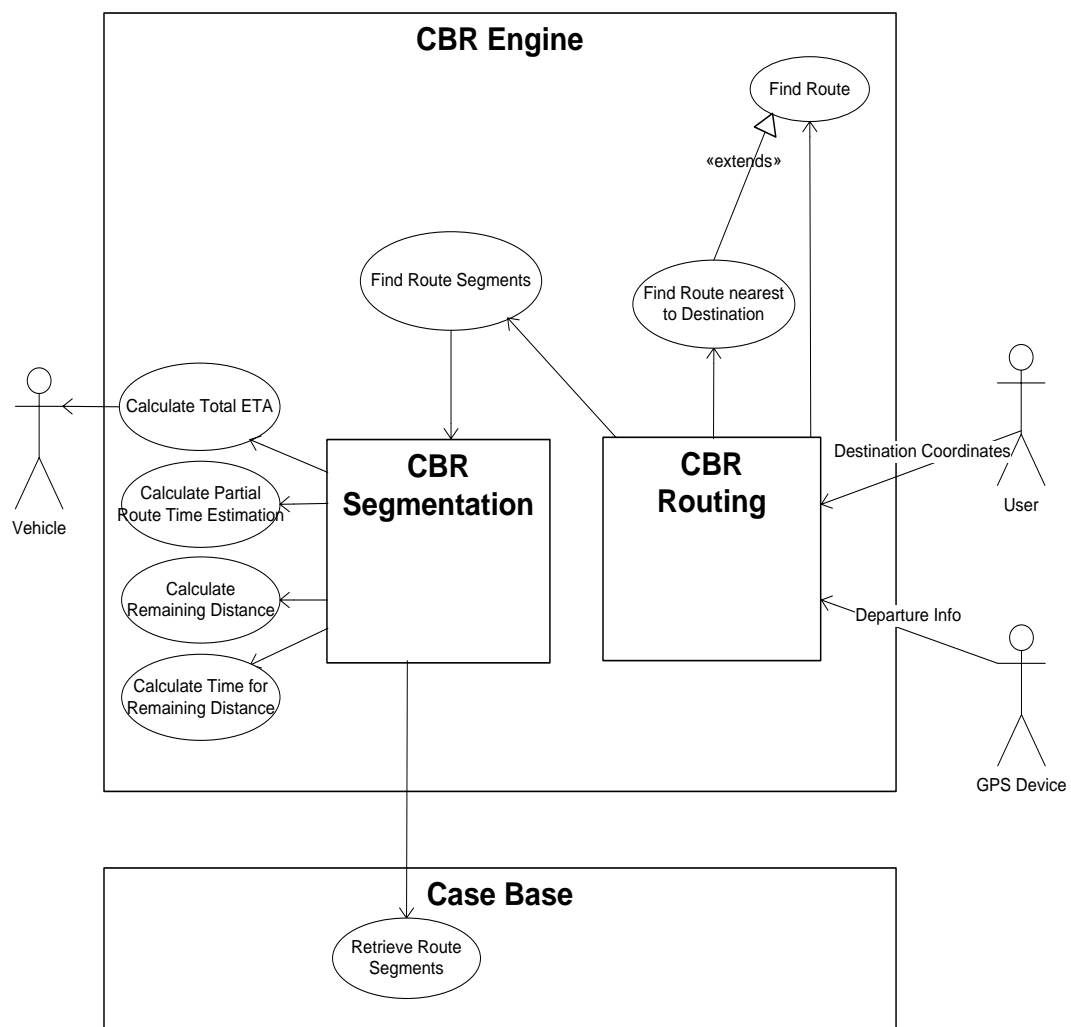 CBR Engine
Find Route
«extends»
Find Route Segments
Find Route nearest
to Destination
Calculate Total ETA
CBR
Segmentation
CBR
Routing
Destination Coordinates
Calculate Partial
Route Time Estimation
Vehicle
User
Calculate
Remaining Distance
Departure Info
Calculate Time for
Remaining Distance
GPS Device
Case Base
Retrieve Route
Segments